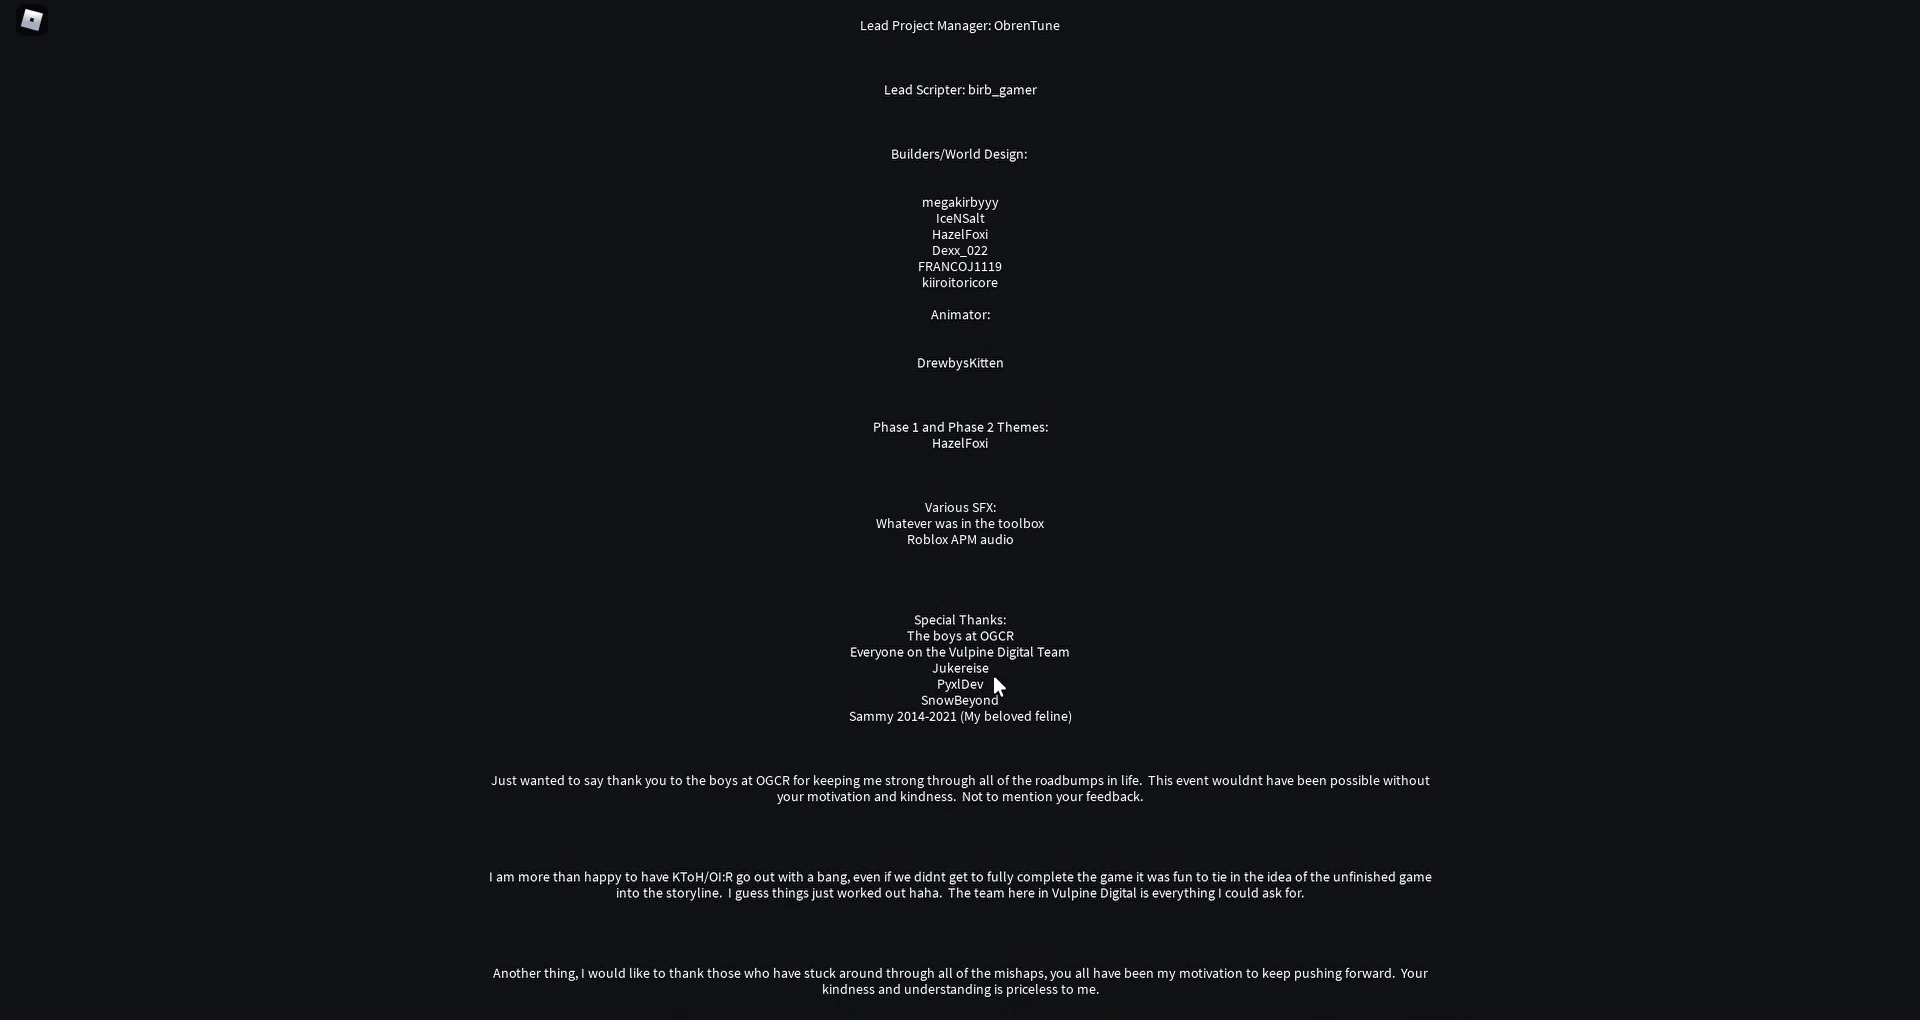 Lead Project Manager: ObrenTune
Lead Scripter: birb_gamer
Builders/World Design:
megakirbyyy
IceNSalt
HazelFoxi
Dexx_022
FRANCOJ1119
kiiroitoricore
Animator:
DrewbysKitten
Phase 1 and Phase 2 Themes:
HazelFoxi
Various SFX:
Whatever was in the toolbox
Roblox APM audio
Special Thanks:
The boys at OGCR
Everyone on the Vulpine Digital Team
Jukereise
PyxlDev
SnowBeyond
Sammy 2014-2021 (My beloved feline)
Just wanted to say thank you to the boys at OGCR for keeping me strong through all of the roadbumps in life.  This event wouldnt have been possible without
your motivation and kindness.  Not to mention your feedback.
I am more than happy to have KToH/OI:R go out with a bang, even if we didnt get to fully complete the game it was fun to tie in the idea of the unfinished game
into the storyline.  I guess things just worked out haha.  The team here in Vulpine Digital is everything I could ask for.
Another thing, I would like to thank those who have stuck around through all of the mishaps, you all have been my motivation to keep pushing forward.  Your
kindness and understanding is priceless to me.